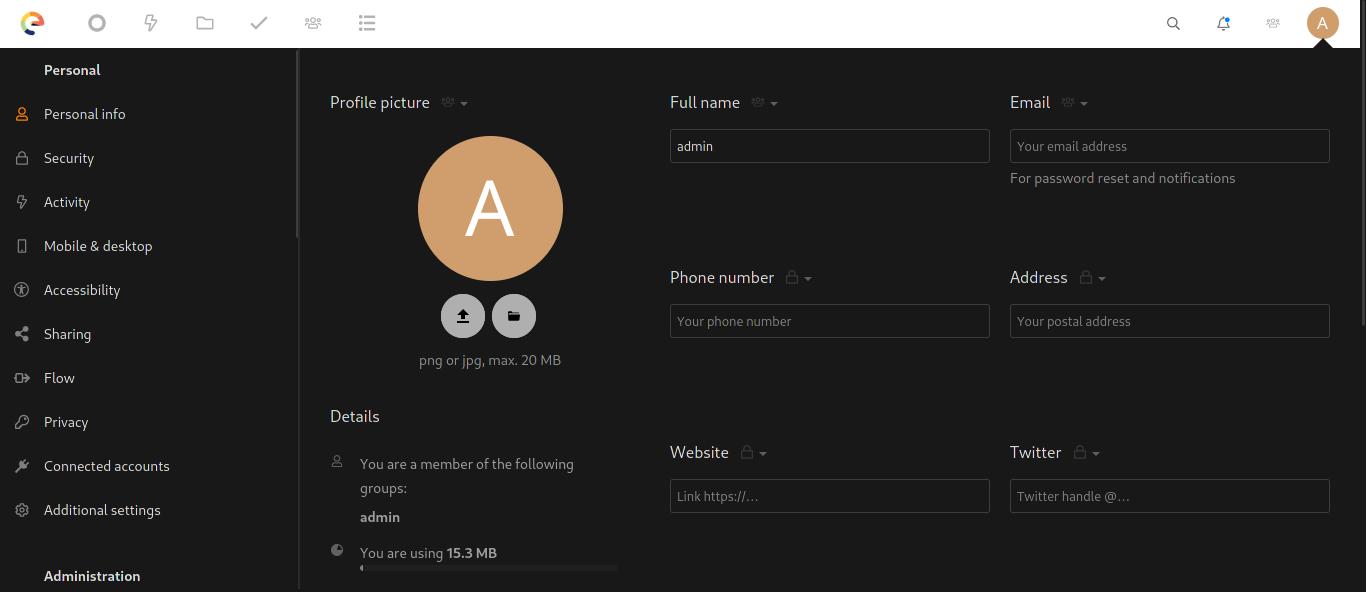 A
Personal
Personal info
Security
Activity
Mobile & desktop
Accessibility
Sharing
Flow
Privacy
Connected accounts
Additional settings
Administration
Profile picture
A
png or jpg, max. 20 MB
Details
You are a member of the following
groups:
admin
You are using 15.3 MB
Full name
admin
Email
Your email address
For password reset and notifications
Phone number
Your phone number
Address
Your postal address
Website
Link https://...
Twitter
Twitter handle @...